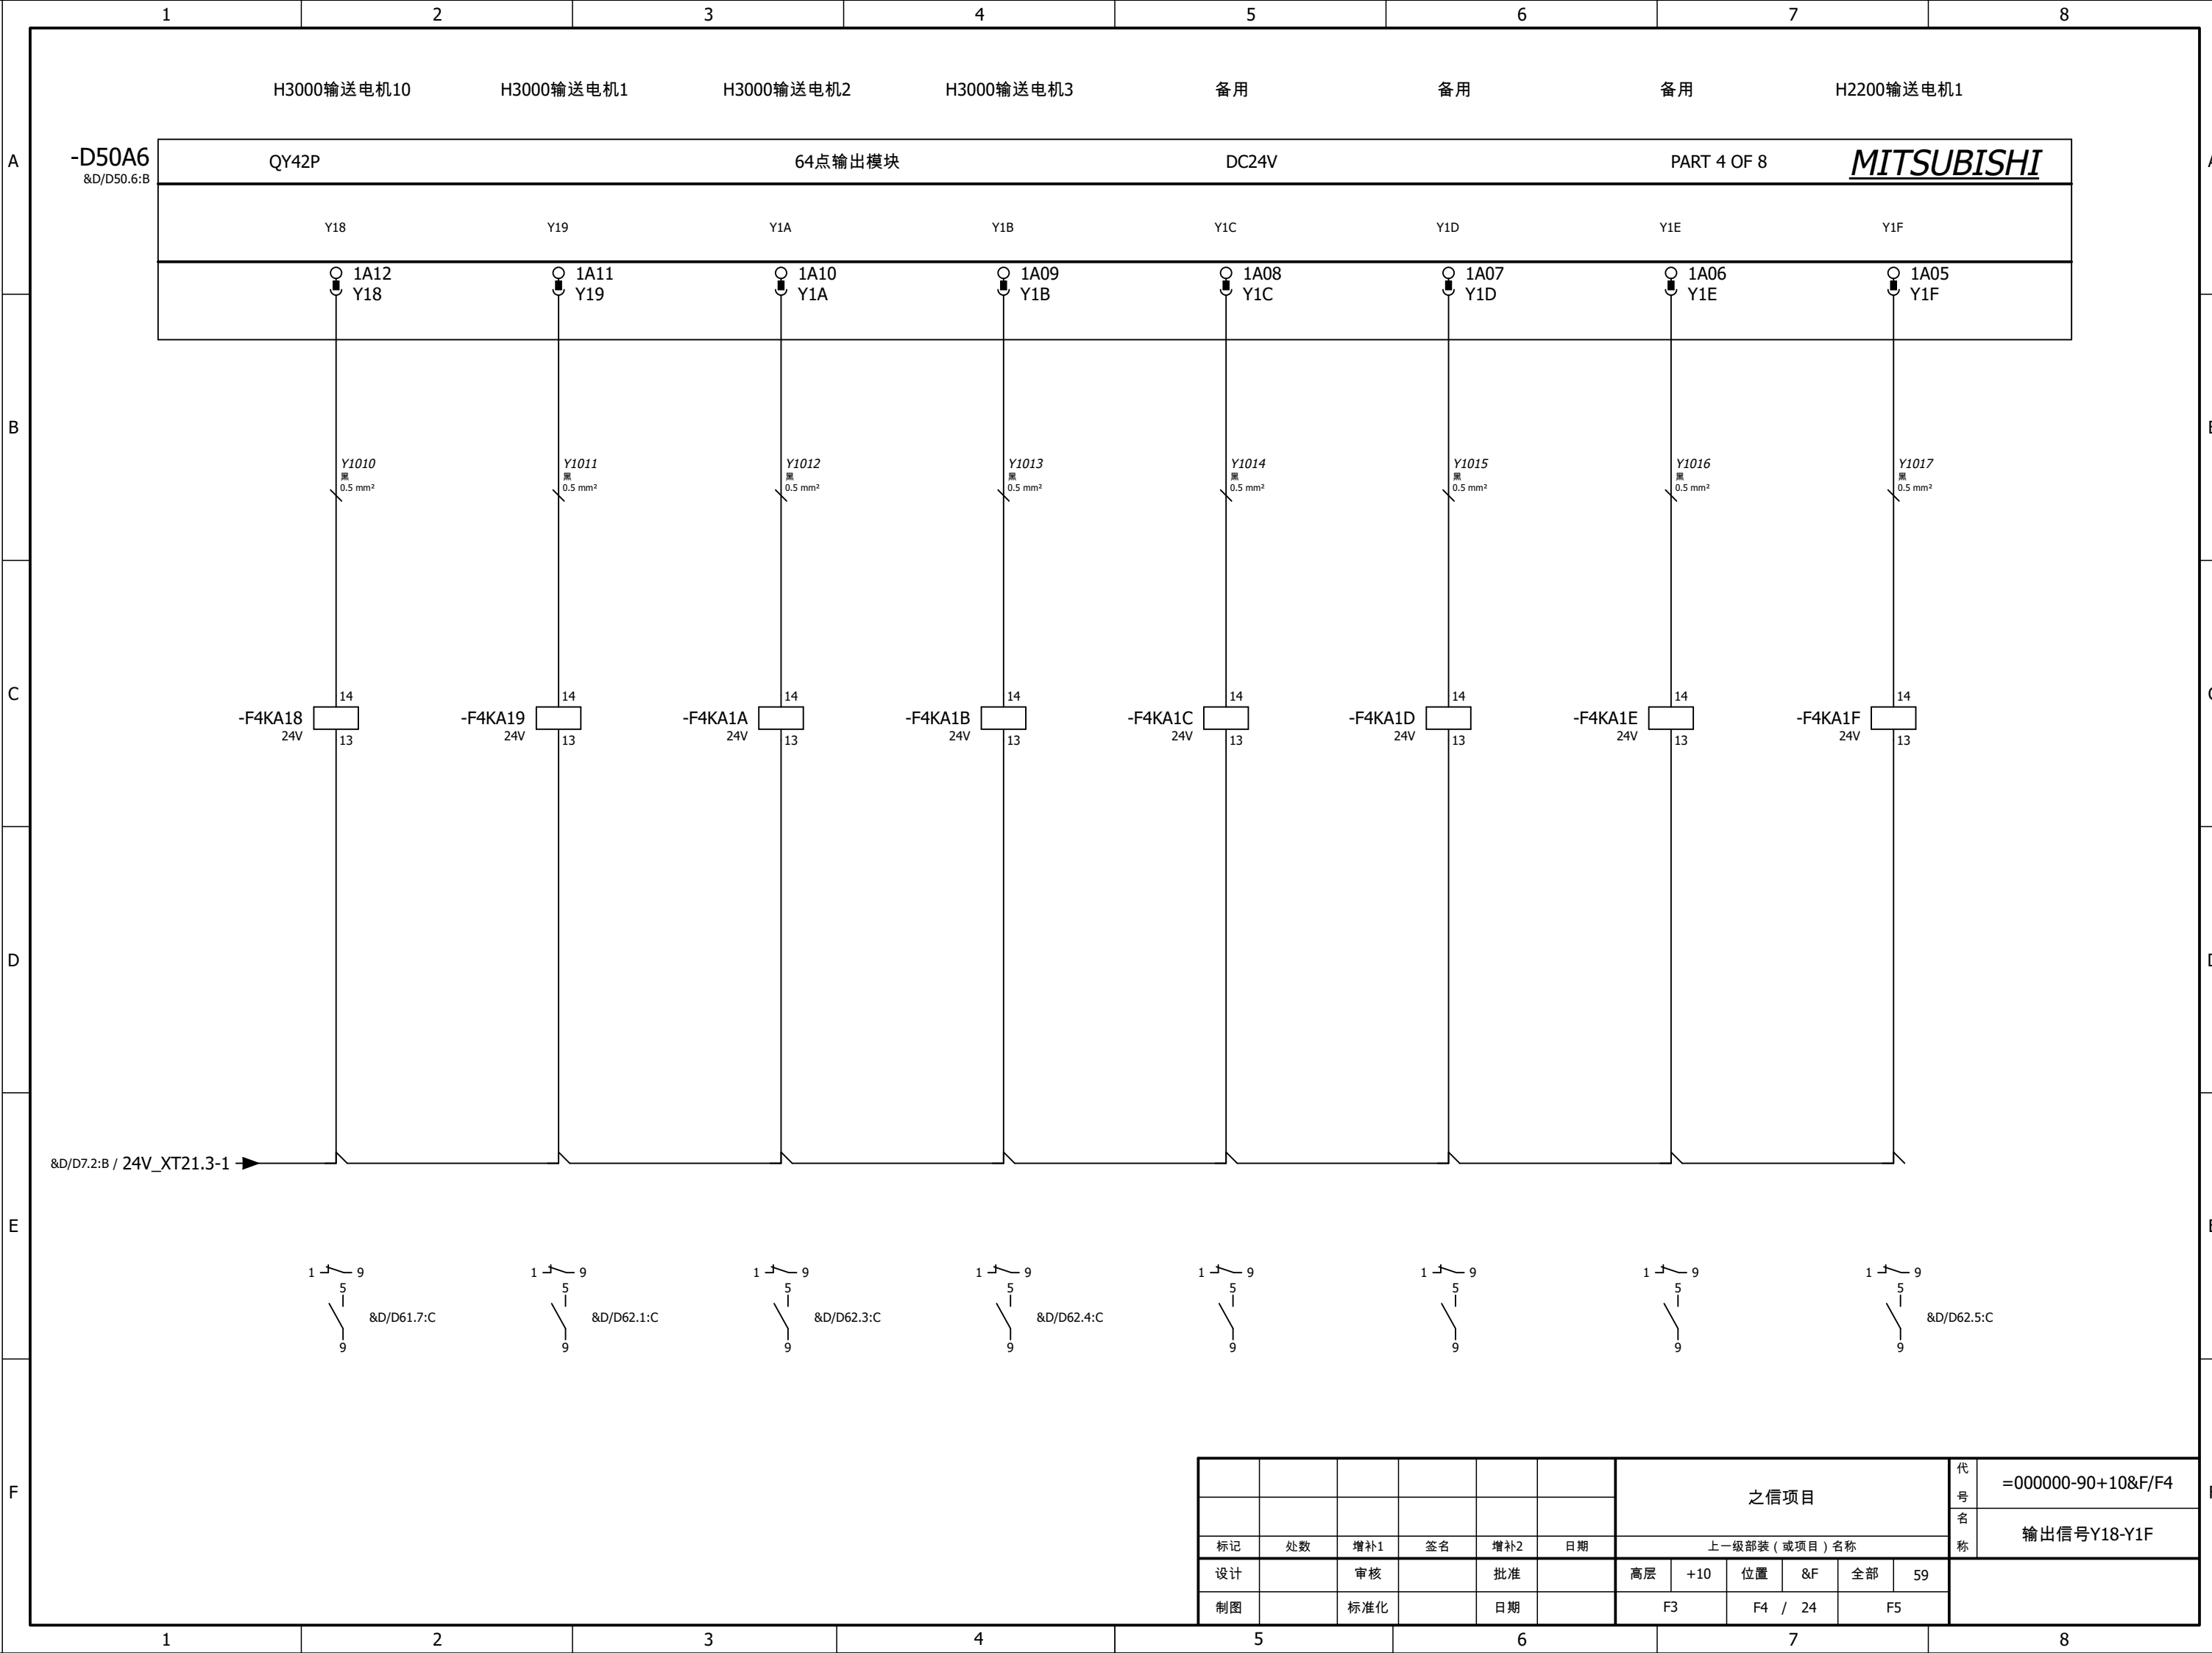 1 2 3 4 5 6 7 8
H3000输送电机10 H3000输送电机1 H3000输送电机2 H3000输送电机3 备用 备用 备用 H2200输送电机1
A -D50A6 QY42P 64点输出模块 DC24V PART 4 OF 8 MITSUBISHI
&D/D50.6:B
Y18 Y19 Y1A Y1B Y1C Y1D Y1E Y1F
1A12 1A11 1A10 1A09 1A08 1A07 1A06 1A05
Y18 Y19 Y1A Y1B Y1C Y1D Y1E Y1F
B
Y1010 Y1011 Y1012 Y1013 Y1014 Y1015 Y1016 Y1017
黑 黑 黑 黑 黑 黑 黑 黑
0.5 mm² 0.5 mm² 0.5 mm² 0.5 mm² 0.5 mm² 0.5 mm² 0.5 mm² 0.5 mm²
C
14 14 14 14 14 14 14 14
-F4KA18 -F4KA19 -F4KA1A -F4KA1B -F4KA1C -F4KA1D -F4KA1E -F4KA1F
24V 24V 24V 24V 24V 24V 24V 24V
13 13 13 13 13 13 13 13
D
&D/D7.2:B / 24V_XT21.3-1
E
1 9 1 9 1 9 1 9 1 9 1 9 1 9 1 9
5 5 5 5 5 5 5 5
&D/D61.7:C &D/D62.1:C &D/D62.3:C &D/D62.4:C &D/D62.5:C
9 9 9 9 9 9 9 9
F
之信项目 代号 =000000-90+10&F/F4
名称 输出信号Y18-Y1F
标记 处数 增补1 签名 增补2 日期 上一级部装（或项目）名称
设计 审核 批准 高层 +10 位置 &F 全部 59
制图 标准化 日期 F3 F4 / 24 F5
1 2 3 4 5 6 7 8